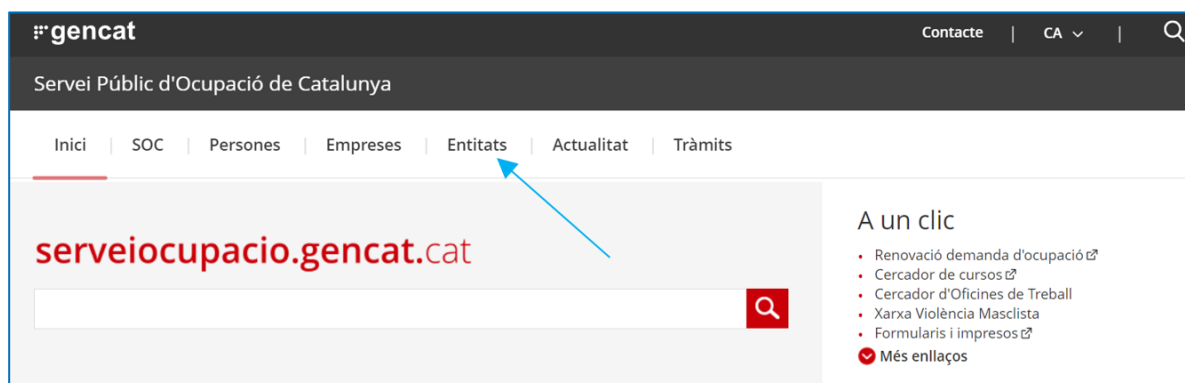 gencat
Contacte | CA |
Servei Públic d'Ocupació de Catalunya
Inici | SOC | Persones | Empreses | Entitats | Actualitat | Tràmits
serveiocupacio.gencat.cat
A un clic
Renovació demanda d'ocupació
Cercador de cursos
Cercador d'Oficines de Treball
Xarxa Violència Masclista
Formularis i impresos
Més enllaços